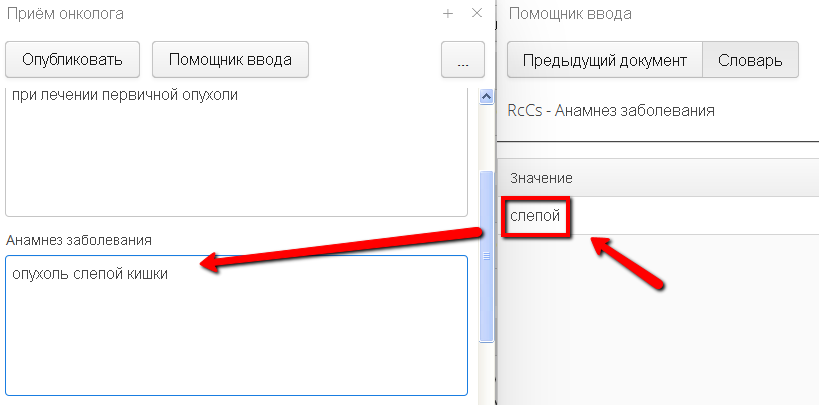 Приём онколога
Опубликовать
Помощник ввода
...
при лечении первичной опухоли
Анамнез заболевания
опухоль слепой кишки
Помощник ввода
Предыдущий документ
Словарь
RcCs - Анамнез заболевания
Значение
слепой